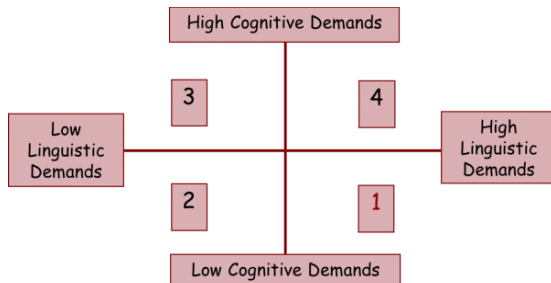 High Cognitive Demands
3
4
Low
Linguistic
Demands
High
Linguistic
Demands
2
1
Low Cognitive Demands